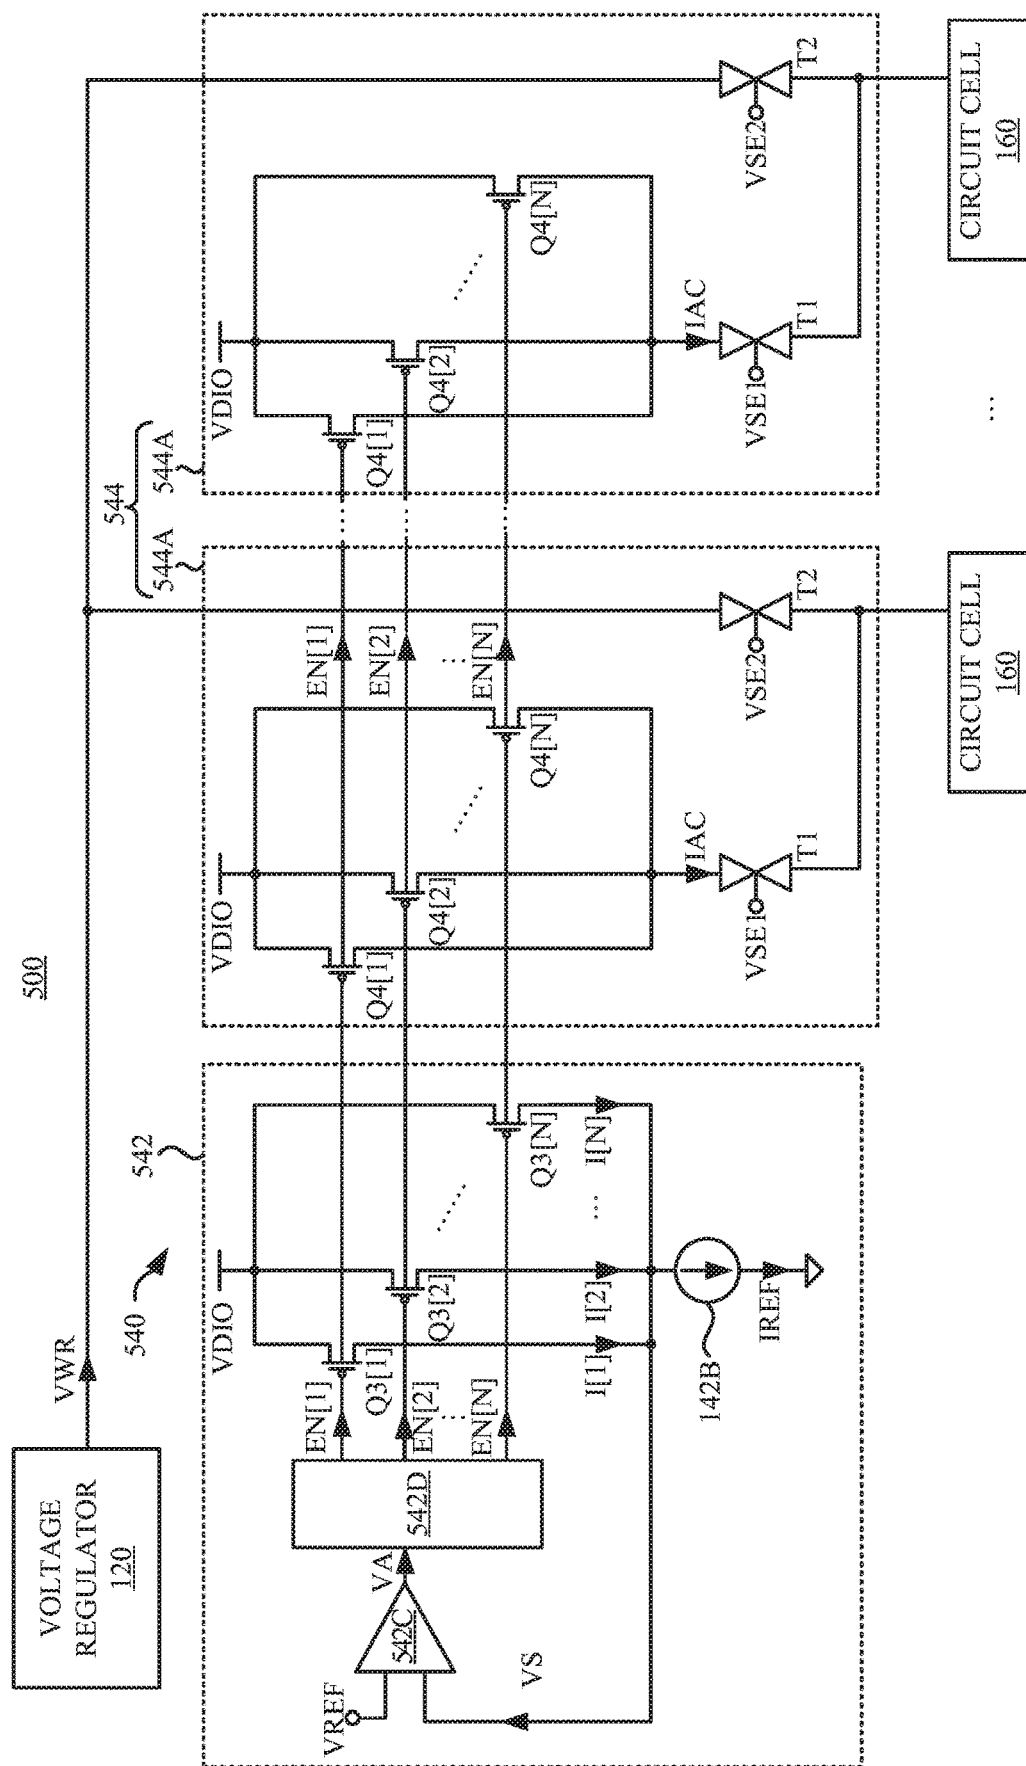 500
VOLTAGE
REGULATOR
120
VWR
540
542
544
544A
544A
VREF
542C
VS
VA
542D
EN[1]
EN[2]
...
EN[N]
VDIO
Q3[1]
Q3[2]
Q3[N]
I[1]
I[2]
...
I[N]
142B
IREF
VDIO
Q4[1]
Q4[2]
Q4[N]
EN[1]
EN[2]
...
EN[N]
IAC
VSE1
T1
VSE2
T2
CIRCUIT CELL
160
VDIO
Q4[1]
Q4[2]
Q4[N]
IAC
VSE1
T1
VSE2
T2
...
CIRCUIT CELL
160